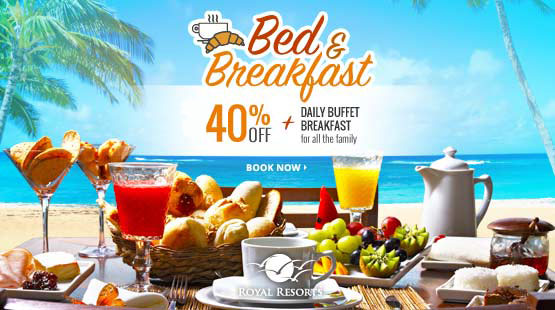 Bed &
Breakfast
40% OFF + DAILY BUFFET
BREAKFAST
for all the family
BOOK NOW
ROYAL RESORTS